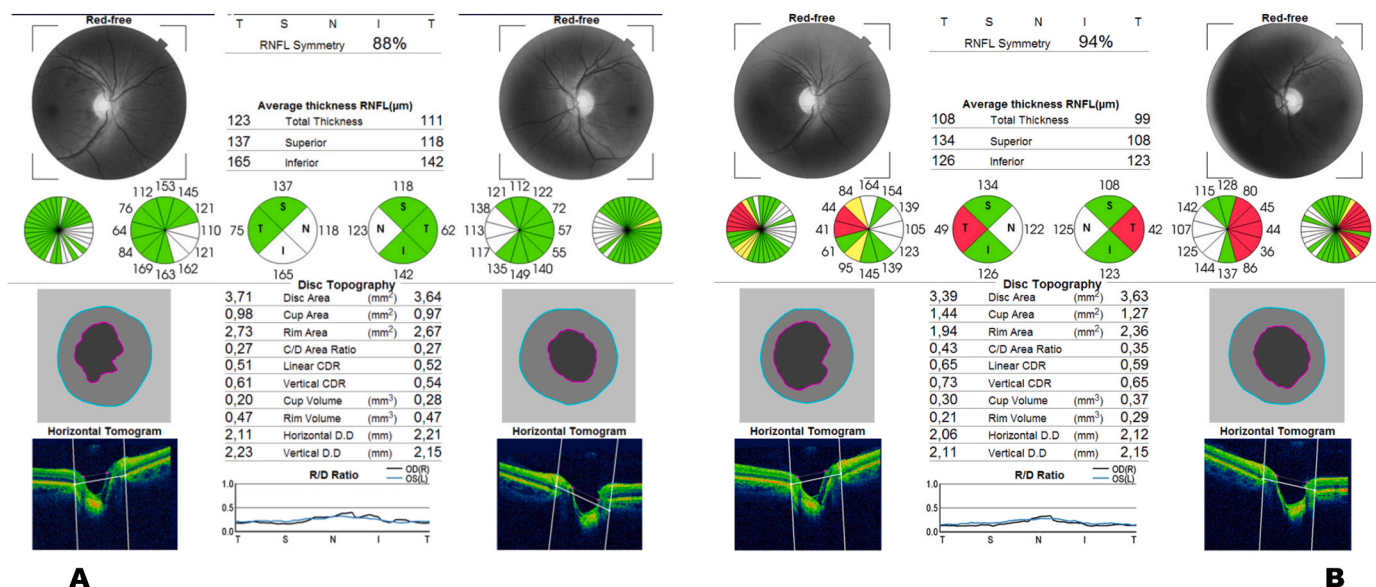 T S N I T
Red-free
Red-free
RNFL Symmetry 88%
Average thickness RNFL(µm)
123 Total Thickness 111
137 Superior 118
165 Inferior 142
112 153 145
76 121
64 110
84 121
169 163 162
137
75 T S N I 118
165
118
123 N S T I 62
142
121 112 122
138 72
113 57
117 55
135 149 140
Disc Topography
3,71 Disc Area (mm²) 3,64
0,98 Cup Area (mm²) 0,97
2,73 Rim Area (mm²) 2,67
0,27 C/D Area Ratio 0,27
0,51 Linear CDR 0,52
0,61 Vertical CDR 0,54
0,20 Cup Volume (mm³) 0,28
0,47 Rim Volume (mm³) 0,47
2,11 Horizontal D.D (mm) 2,21
2,23 Vertical D.D (mm) 2,15
Horizontal Tomogram
Horizontal Tomogram
R/D Ratio
OD(R)
OS(L)
1.0
0.5
0.0
T S N I T
A
T S N I T
Red-free
Red-free
RNFL Symmetry 94%
Average thickness RNFL(µm)
108 Total Thickness 99
134 Superior 108
126 Inferior 123
84 164 154
44 139
41 105
61 123
95 145 139
134
49 T S N I 122
126
108
125 N S T I 42
123
115 128 80
142 45
107 44
125 36
144 137 86
Disc Topography
3,39 Disc Area (mm²) 3,63
1,44 Cup Area (mm²) 1,27
1,94 Rim Area (mm²) 2,36
0,43 C/D Area Ratio 0,35
0,65 Linear CDR 0,59
0,73 Vertical CDR 0,65
0,30 Cup Volume (mm³) 0,37
0,21 Rim Volume (mm³) 0,29
2,06 Horizontal D.D (mm) 2,12
2,11 Vertical D.D (mm) 2,15
Horizontal Tomogram
Horizontal Tomogram
R/D Ratio
OD(R)
OS(L)
1.0
0.5
0.0
T S N I T
B